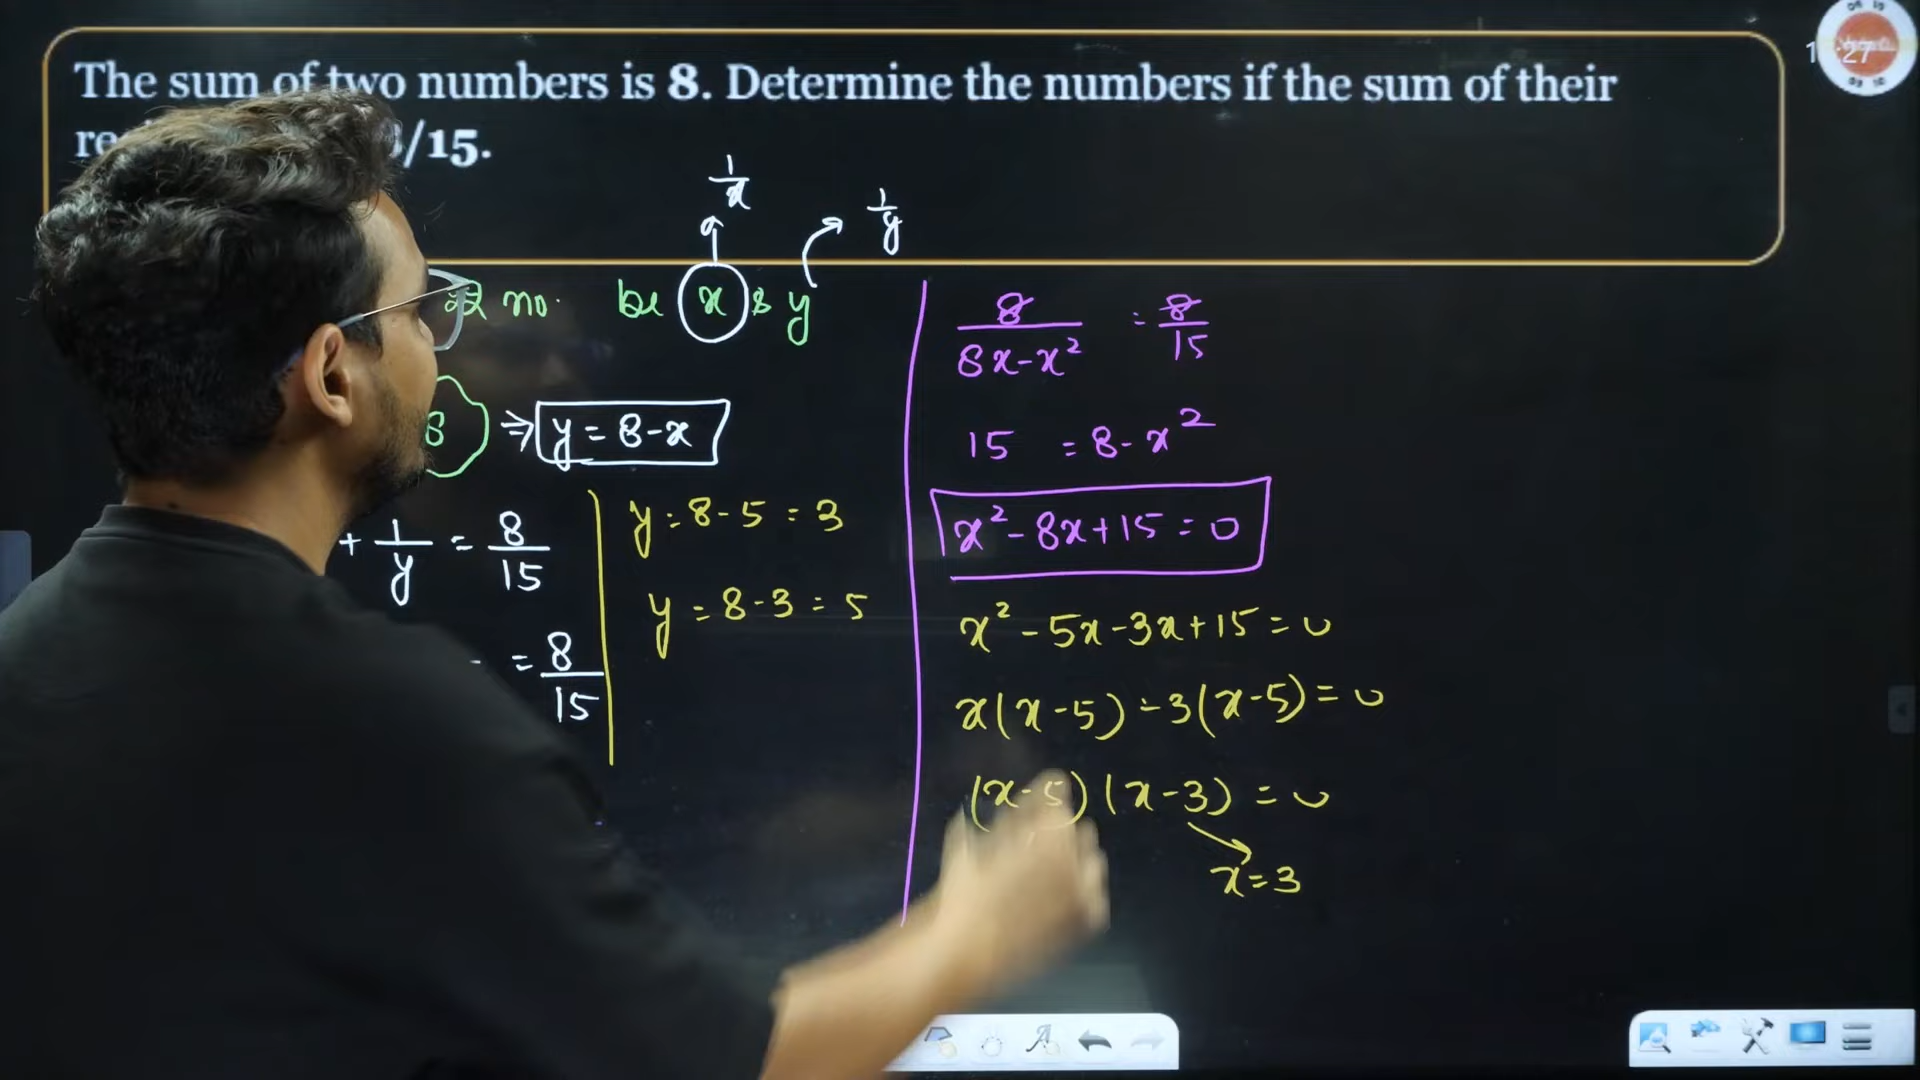 The sum of two numbers is 8. Determine the numbers if the sum of their
/15.
1/x
1/y
2 no. be x & y
8 ⇒ y = 8-x
+ 1/y = 8/15
= 8/15
y = 8-5 = 3
y = 8-3 = 5
8/(8x-x²) = 8/15
15 = 8-x²
x²-8x+15=0
x²-5x-3x+15=0
x(x-5)-3(x-5)=0
(x-5)(x-3)=0
x=3